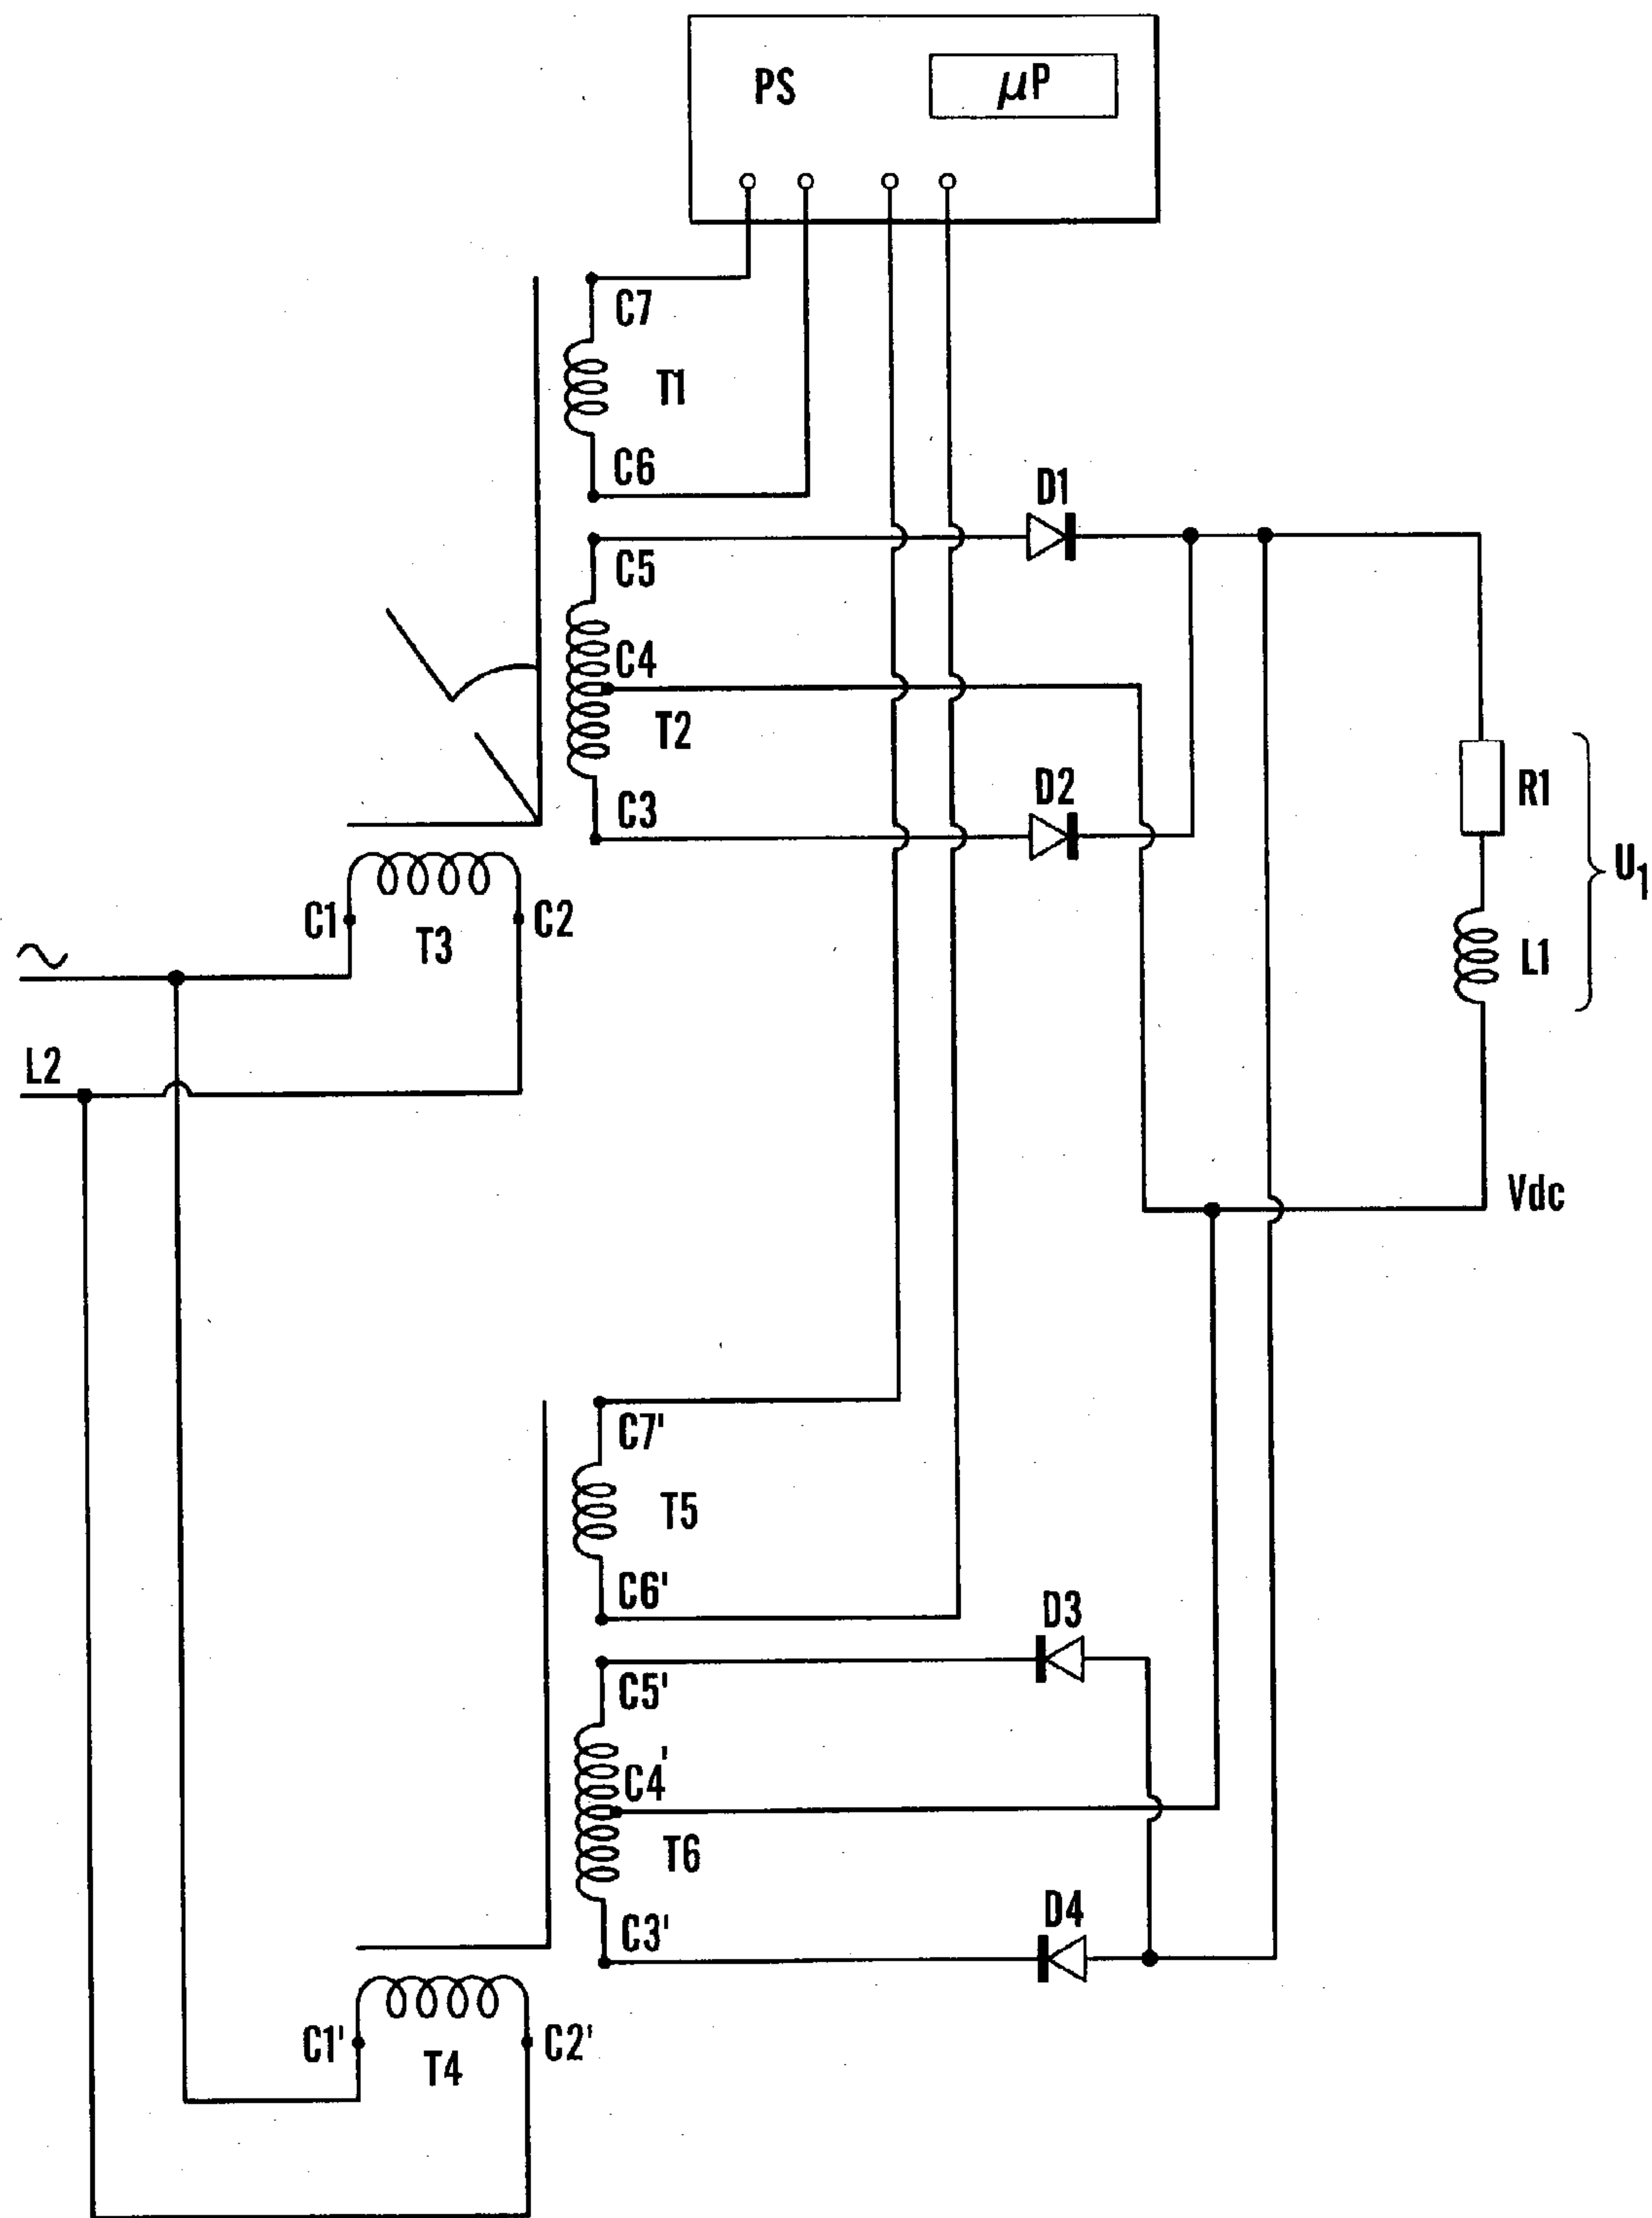 PS
μP
C7
T1
C6
D1
C5
C4
T2
D2
C3
R1
U1
C1
C2
T3
L1
L2
Vdc
C7'
T5
C6'
D3
C5'
C4'
T6
D4
C3'
C1'
C2'
T4